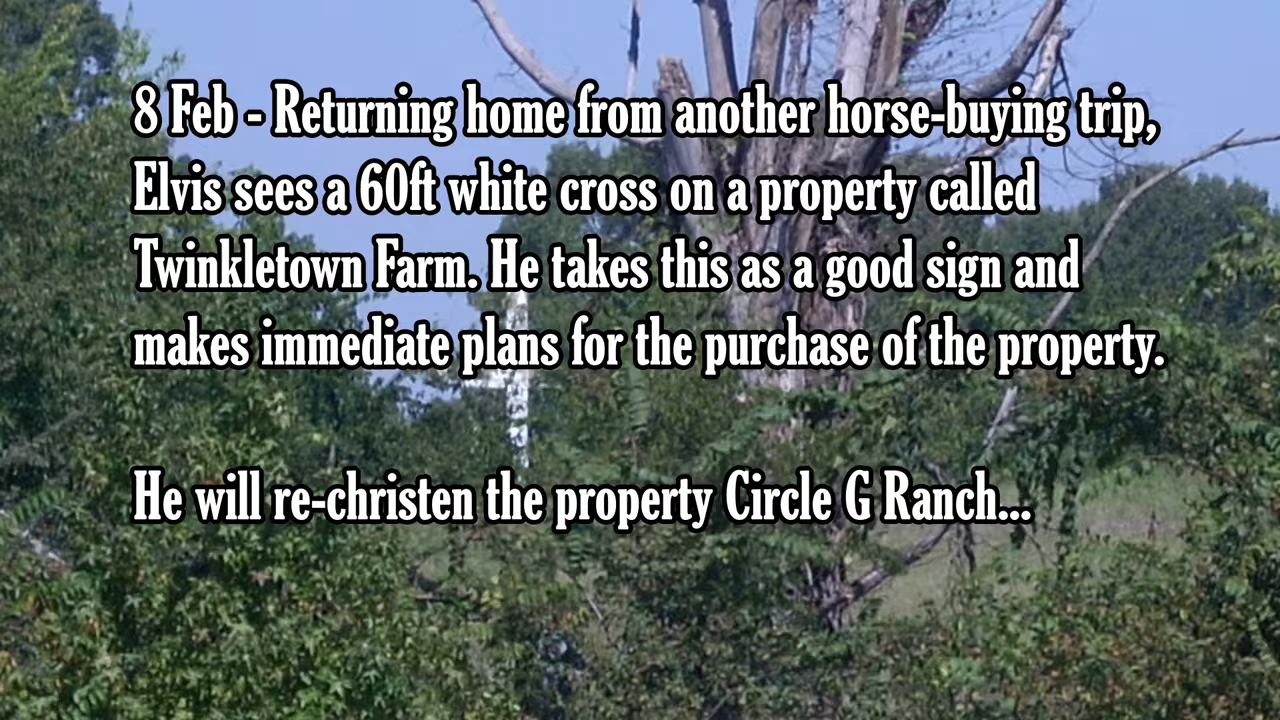 8 Feb - Returning home from another horse-buying trip,
Elvis sees a 60ft white cross on a property called
Twinkletown Farm. He takes this as a good sign and
makes immediate plans for the purchase of the property.
He will re-christen the property Circle G Ranch...